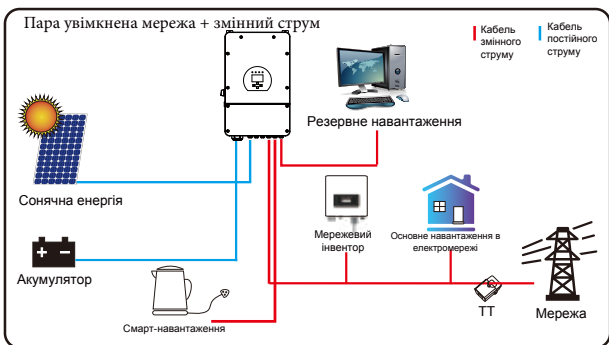 Пара увімкнена мережа + змінний струм
Кабель
змінного
струму
Кабель
постійного
струму
Резервне навантаження
Сонячна енергія
Мережевий
інвентор
Основне навантаження в
електромережі
Акумулятор
Смарт-навантаження
ТТ
Мережа